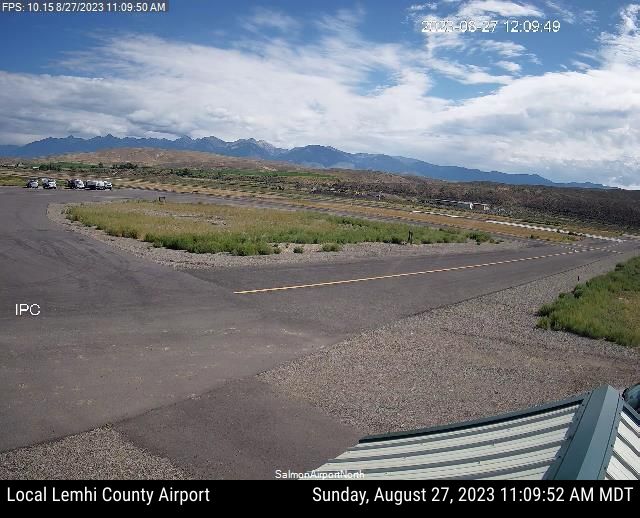 FPS: 10.15 8/27/2023 11:09:50 AM
2023-08-27 12:09:49
IPC
SalmonAirportNorth
Local Lemhi County Airport Sunday, August 27, 2023 11:09:52 AM MDT